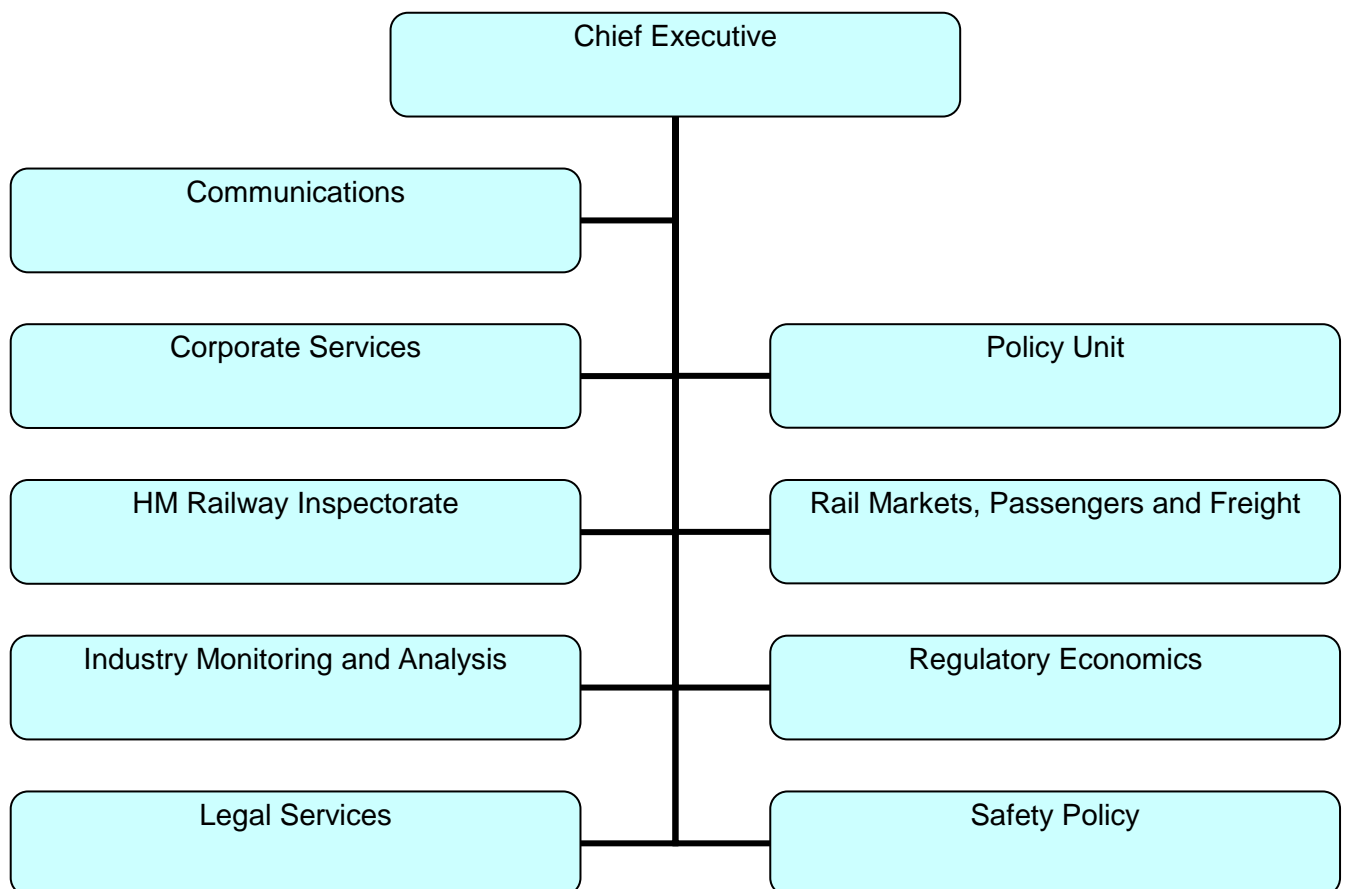 Chief Executive
Communications
Corporate Services
Policy Unit
HM Railway Inspectorate
Rail Markets, Passengers and Freight
Industry Monitoring and Analysis
Regulatory Economics
Legal Services
Safety Policy